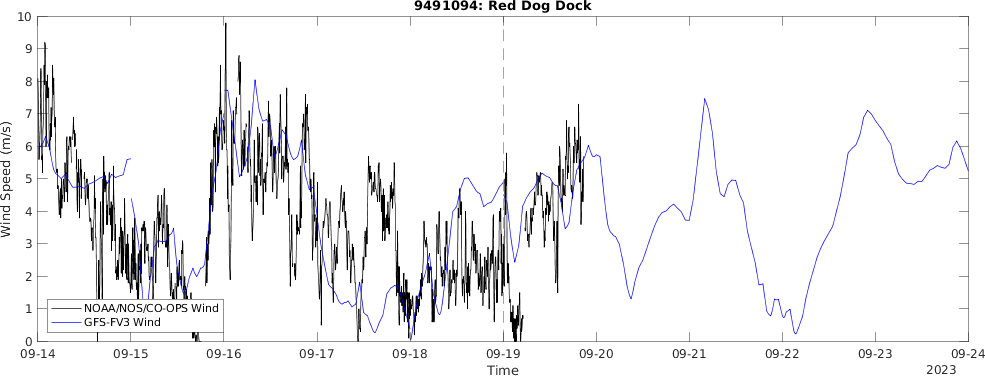 9491094: Red Dog Dock
Wind Speed (m/s)
10
9
8
7
6
5
4
3
2
1
0
NOAA/NOS/CO-OPS Wind
GFS-FV3 Wind
09-14 09-15 09-16 09-17 09-18 09-19 09-20 09-21 09-22 09-23 09-24
Time
2023